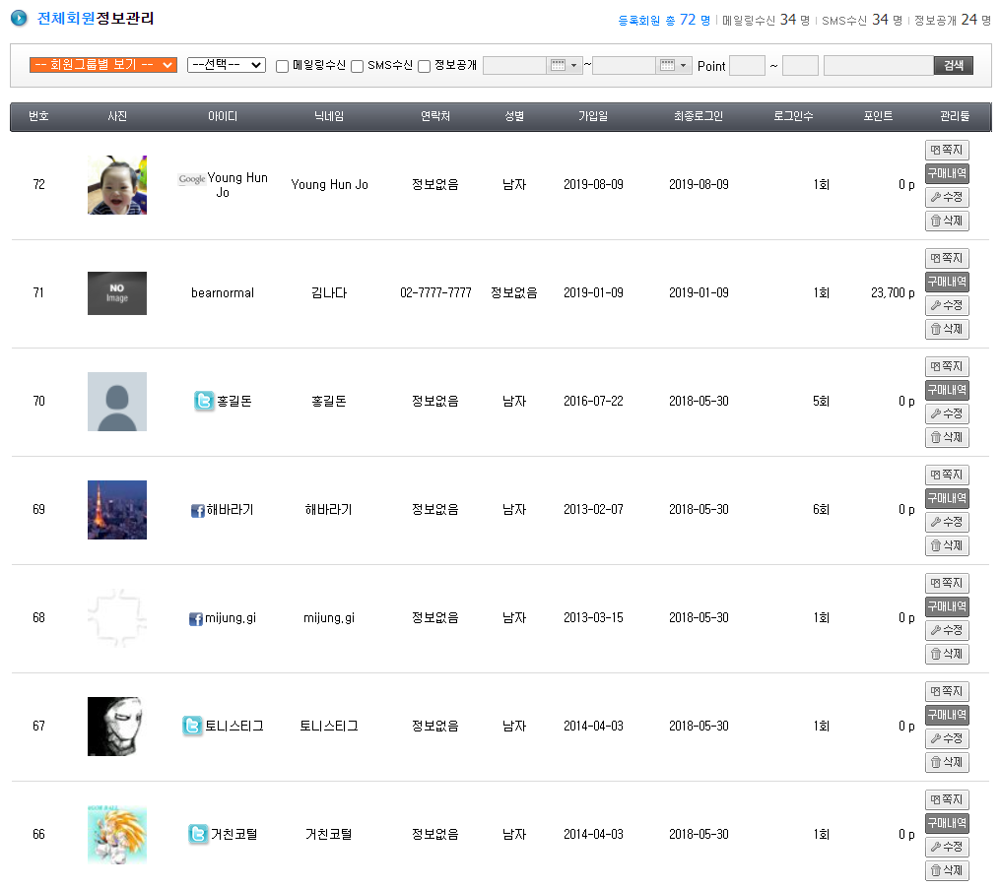 전체회원정보관리
등록회원 총 72 명 | 메일링수신 34 명 | SMS수신 34 명 | 정보공개 24 명
-- 회원그룹별 보기 -- --선택-- 메일링수신 SMS수신 정보공개 ~ Point ~ 검색
번호 사진 아이디 닉네임 연락처 성별 가입일 최종로그인 로그인수 포인트 관리툴
쪽지
72 Google Young Hun Jo Young Hun Jo 정보없음 남자 2019-08-09 2019-08-09 1회 0 p
구매내역
수정
삭제
쪽지
71 NO Image bearnormal 김나다 02-7777-7777 정보없음 2019-01-09 2019-01-09 1회 23,700 p
구매내역
수정
삭제
쪽지
70 홍길돈 홍길돈 정보없음 남자 2016-07-22 2018-05-30 5회 0 p
구매내역
수정
삭제
쪽지
69 해바라기 해바라기 정보없음 남자 2013-02-07 2018-05-30 6회 0 p
구매내역
수정
삭제
쪽지
68 mijung.gi mijung.gi 정보없음 남자 2013-03-15 2018-05-30 1회 0 p
구매내역
수정
삭제
쪽지
67 토니스티그 토니스티그 정보없음 남자 2014-04-03 2018-05-30 1회 0 p
구매내역
수정
삭제
쪽지
66 거친코털 거친코털 정보없음 남자 2014-04-03 2018-05-30 1회 0 p
구매내역
수정
삭제